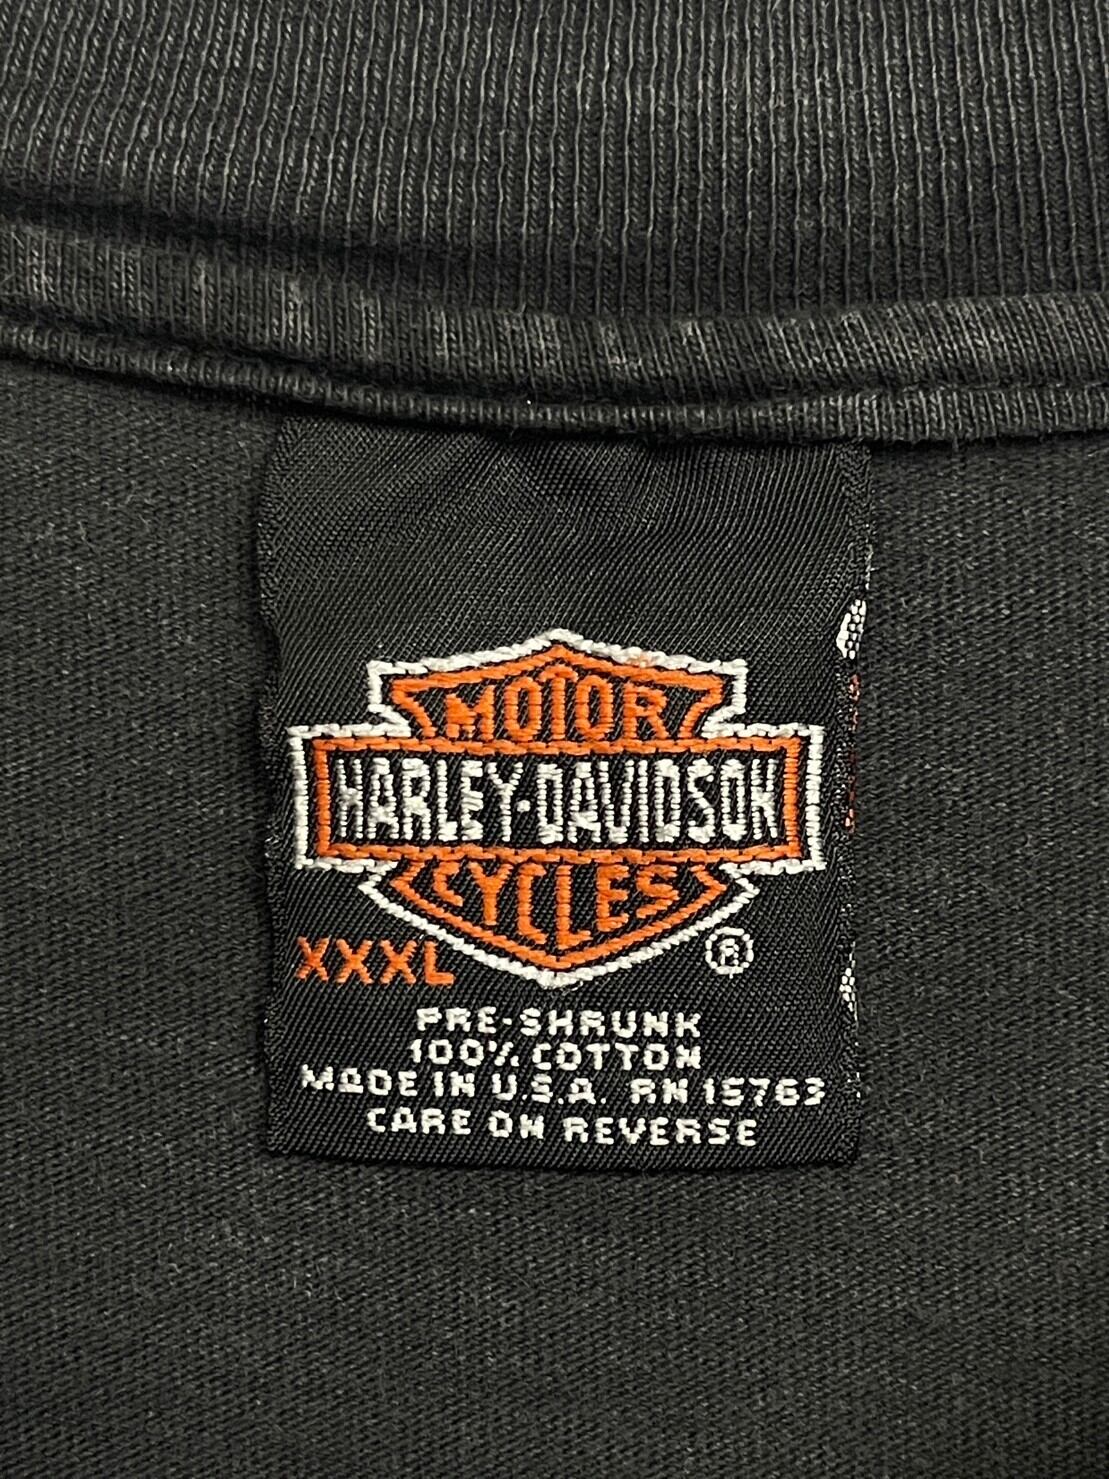 MOTOR
HARLEY-DAVIDSON
CYCLES
XXXL ®
PRE-SHRUNK
100% COTTON
MADE IN U.S.A. RN 15763
CARE ON REVERSE